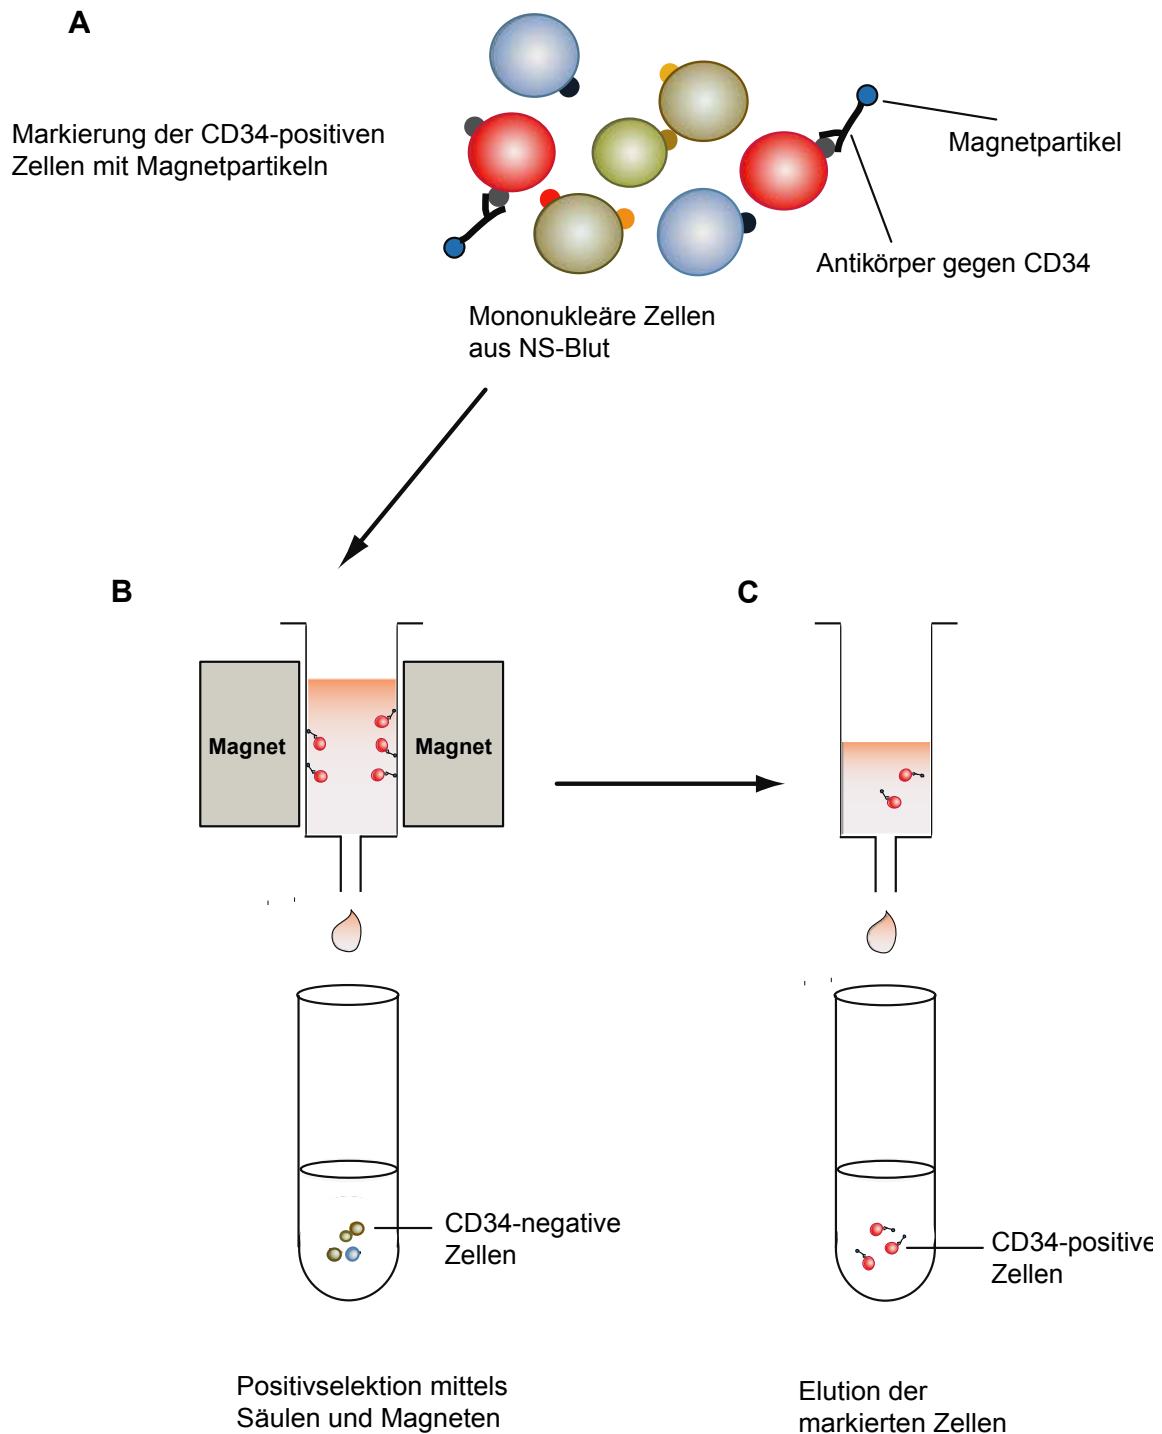 A
Markierung der CD34-positiven
Zellen mit Magnetpartikeln
Magnetpartikel
Antikörper gegen CD34
Mononukleäre Zellen
aus NS-Blut
B
C
Magnet
Magnet
CD34-negative
Zellen
CD34-positive
Zellen
Positivselektion mittels
Säulen und Magneten
Elution der
markierten Zellen